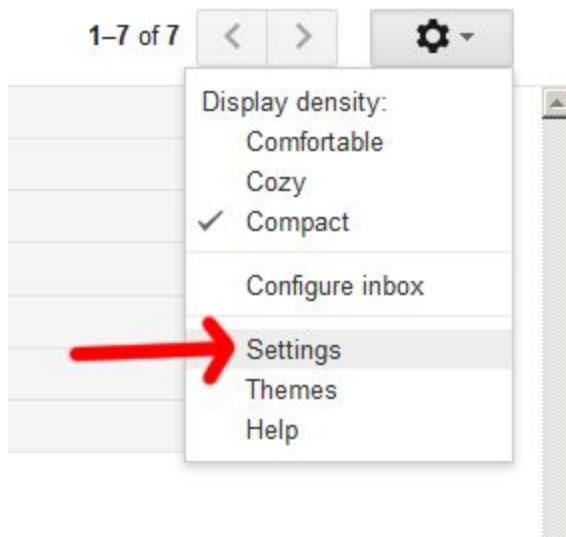 1–7 of 7
Display density:
Comfortable
Cozy
Compact
Configure inbox
Settings
Themes
Help